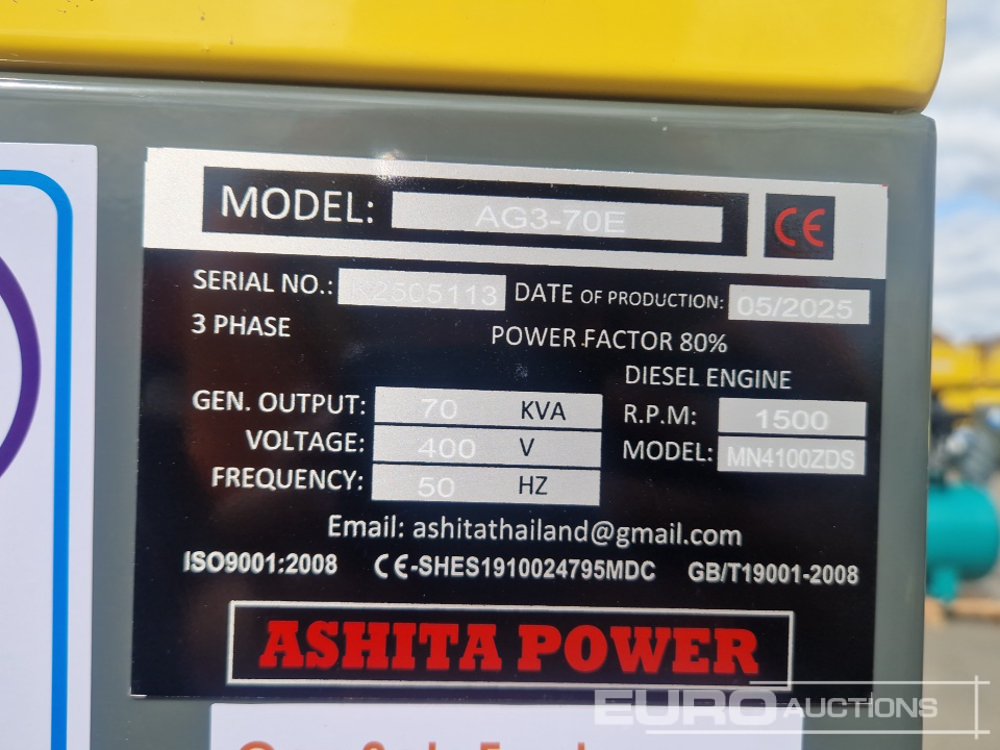 MODEL: AG3-70E CE
SERIAL NO.: 2505113 DATE OF PRODUCTION: 05/2025
3 PHASE POWER FACTOR 80%
DIESEL ENGINE
GEN. OUTPUT: 70 KVA R.P.M: 1500
VOLTAGE: 400 V MODEL: MN4100ZDS
FREQUENCY: 50 HZ
Email: ashitathailand@gmail.com
ISO9001:2008 CE-SHES1910024795MDC GB/T19001-2008
ASHITA POWER
EURO AUCTIONS